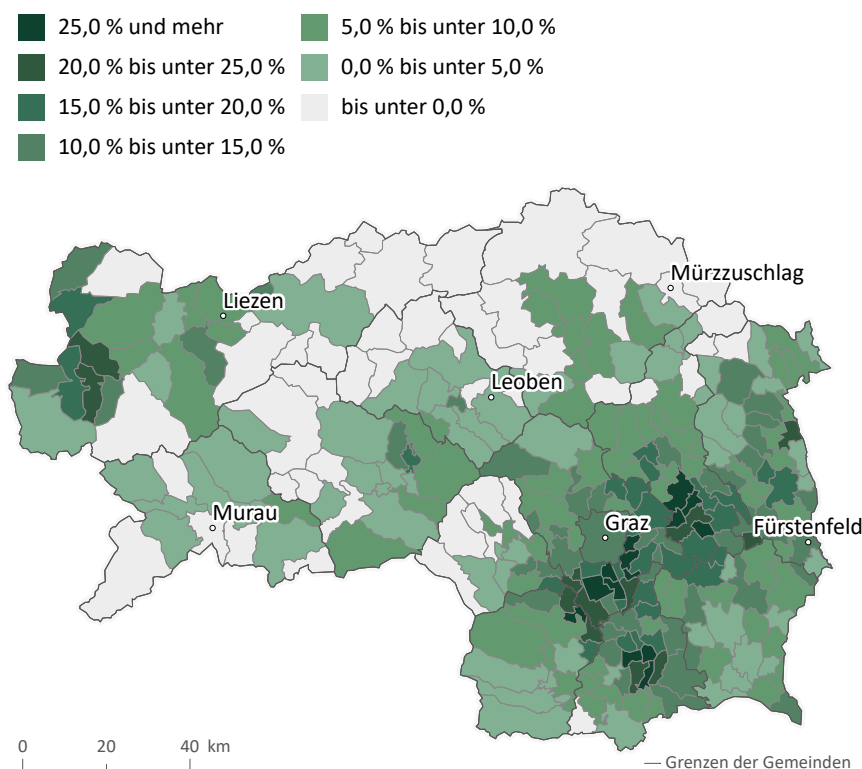 25,0 % und mehr
20,0 % bis unter 25,0 %
15,0 % bis unter 20,0 %
10,0 % bis unter 15,0 %
5,0 % bis unter 10,0 %
0,0 % bis unter 5,0 %
bis unter 0,0 %
Mürzzuschlag
Liezen
Leoben
Murau
Graz
Fürstenfeld
0 20 40 km
Grenzen der Gemeinden